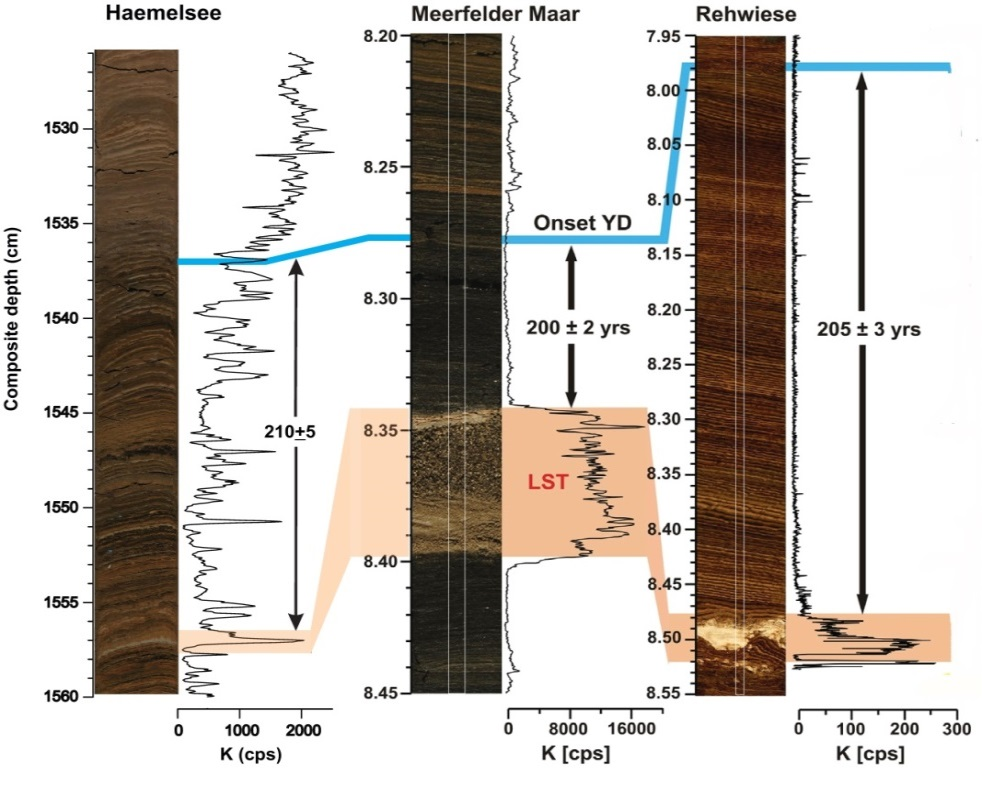 Haemelsee
Meerfelder Maar
Rehwiese
Composite depth (cm)
1530
1535
1540
1545
1550
1555
1560
0 1000 2000
K (cps)
210±5
8.20
8.25
8.30
8.35
8.40
8.45
Onset YD
200 ± 2 yrs
LST
0 8000 16000
K [cps]
7.95
8.00
8.05
8.10
8.15
8.20
8.25
8.30
8.35
8.40
8.45
8.50
8.55
205 ± 3 yrs
0 100 200 300
K [cps]